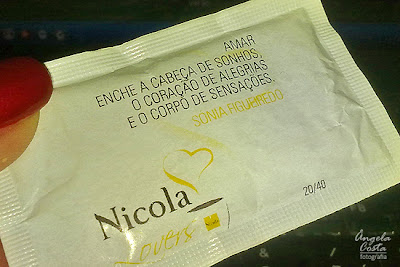 AMAR
ENCHE A CABEÇA DE SONHOS,
O CORAÇÃO DE ALEGRIAS
E O CORPO DE SENSAÇÕES.
SONIA FIGUEIREDO
Nicola
Lovers
20/40
Angela
Costa
fotografia